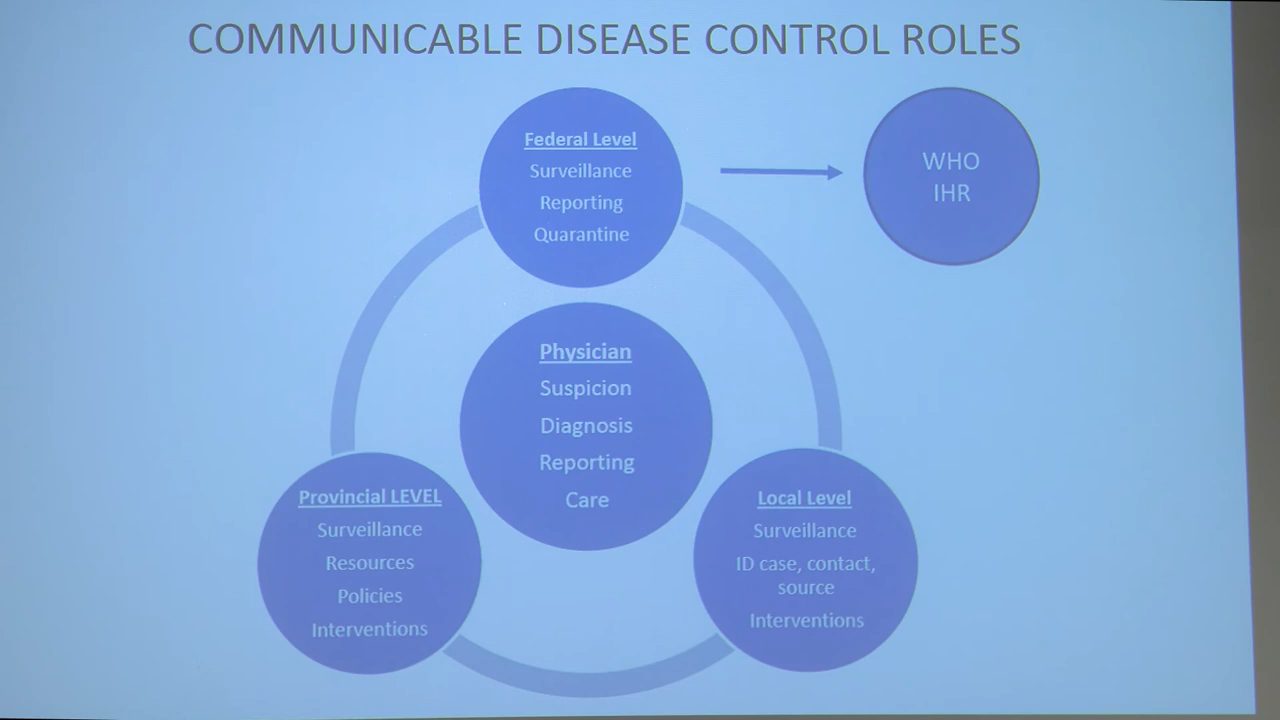 COMMUNICABLE DISEASE CONTROL ROLES
Federal Level
Surveillance
Reporting
Quarantine
WHO
IHR
Physician
Suspicion
Diagnosis
Reporting
Care
Provincial LEVEL
Surveillance
Resources
Policies
Interventions
Local Level
Surveillance
ID case, contact,
source
Interventions